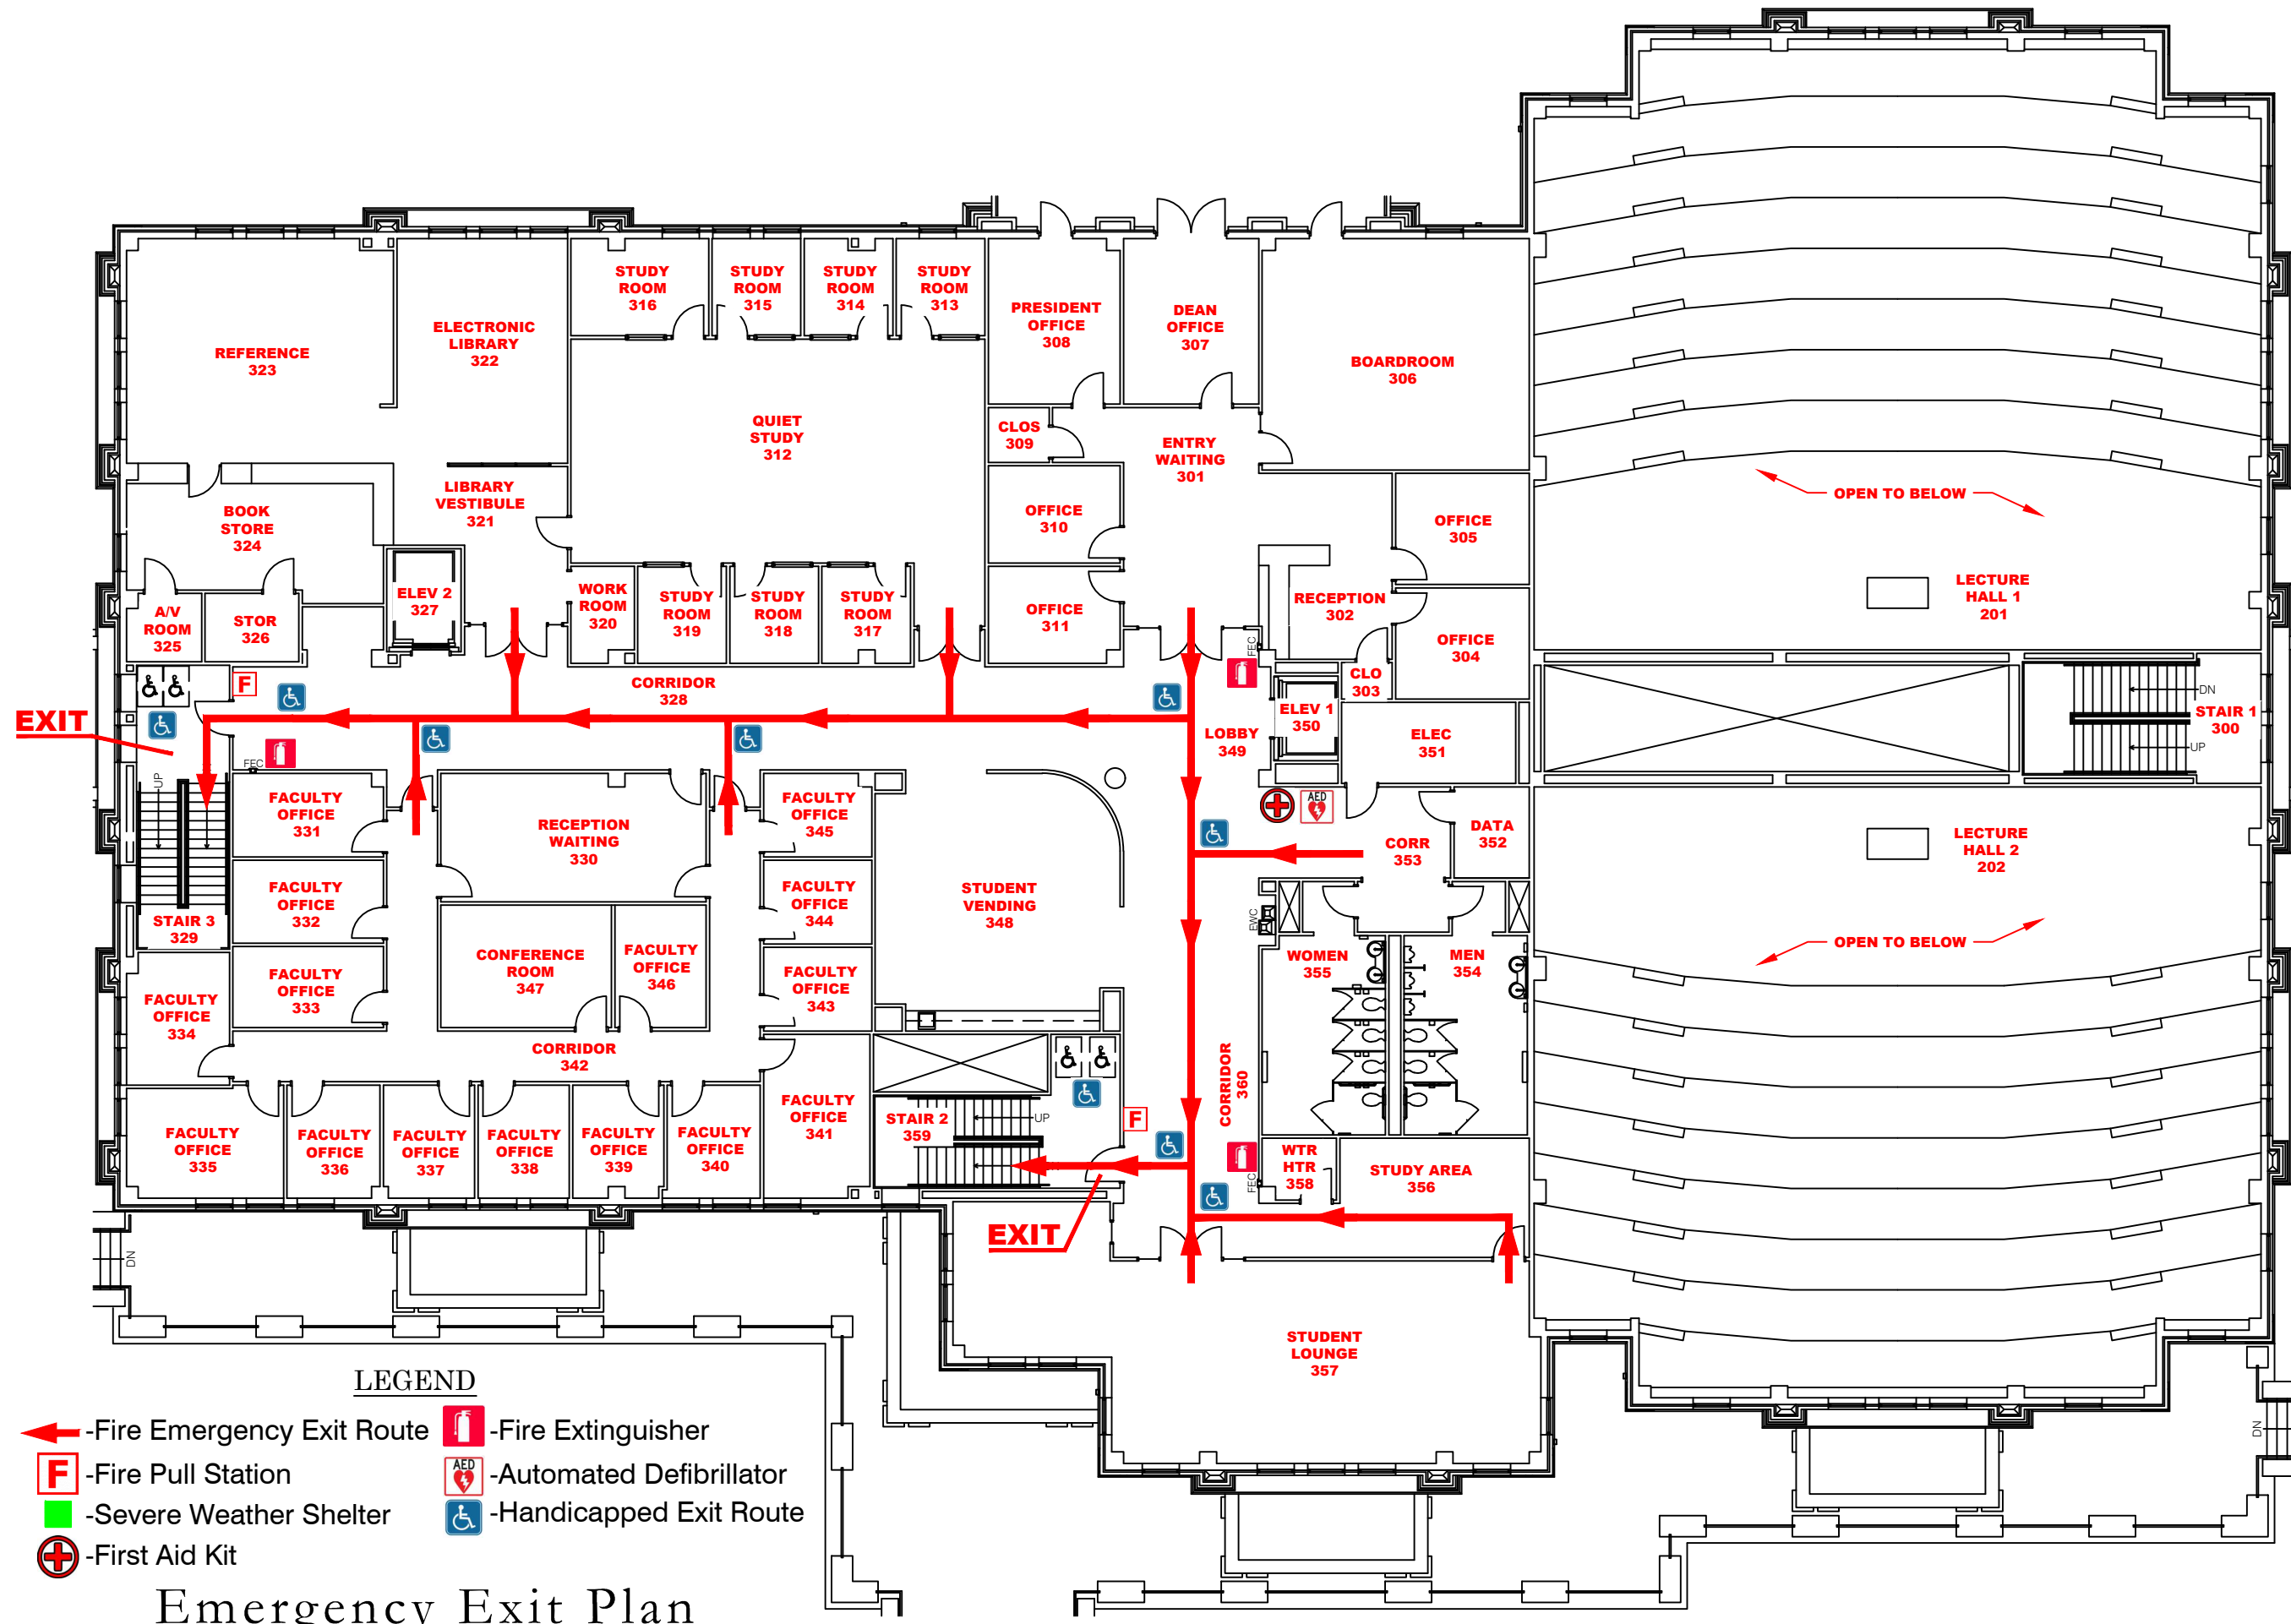 STUDY
ROOM
316
STUDY
ROOM
315
STUDY
ROOM
314
STUDY
ROOM
313
PRESIDENT
OFFICE
308
DEAN
OFFICE
307
ELECTRONIC
LIBRARY
322
REFERENCE
323
BOARDROOM
306
QUIET
STUDY
312
CLOS
309
ENTRY
WAITING
301
LIBRARY
VESTIBULE
321
BOOK
STORE
324
OFFICE
310
OFFICE
305
OPEN TO BELOW
LECTURE
HALL 1
201
ELEV 2
327
WORK
ROOM
320
STUDY
ROOM
319
STUDY
ROOM
318
STUDY
ROOM
317
OFFICE
311
RECEPTION
302
OFFICE
304
A/V
ROOM
325
STOR
326
FEC
CLO
303
F
CORRIDOR
328
EXIT
ELEV 1
350
LOBBY
349
ELEC
351
DN
STAIR 1
300
UP
FEC
UP
FACULTY
OFFICE
331
RECEPTION
WAITING
330
FACULTY
OFFICE
345
AED
DATA
352
CORR
353
LECTURE
HALL 2
202
FACULTY
OFFICE
332
FACULTY
OFFICE
344
STUDENT
VENDING
348
EWC
STAIR 3
329
OPEN TO BELOW
CONFERENCE
ROOM
347
FACULTY
OFFICE
346
WOMEN
355
MEN
354
FACULTY
OFFICE
333
FACULTY
OFFICE
343
FACULTY
OFFICE
334
CORRIDOR
342
CORRIDOR
360
FACULTY
OFFICE
341
STAIR 2
359
UP
F
FACULTY
OFFICE
335
FACULTY
OFFICE
336
FACULTY
OFFICE
337
FACULTY
OFFICE
338
FACULTY
OFFICE
339
FACULTY
OFFICE
340
FEC
WTR
HTR
358
STUDY AREA
356
EXIT
DN
STUDENT
LOUNGE
357
DN
LEGEND
-Fire Emergency Exit Route
-Fire Extinguisher
F
-Fire Pull Station
AED
-Automated Defibrillator
-Severe Weather Shelter
-Handicapped Exit Route
-First Aid Kit
Emergency Exit Plan